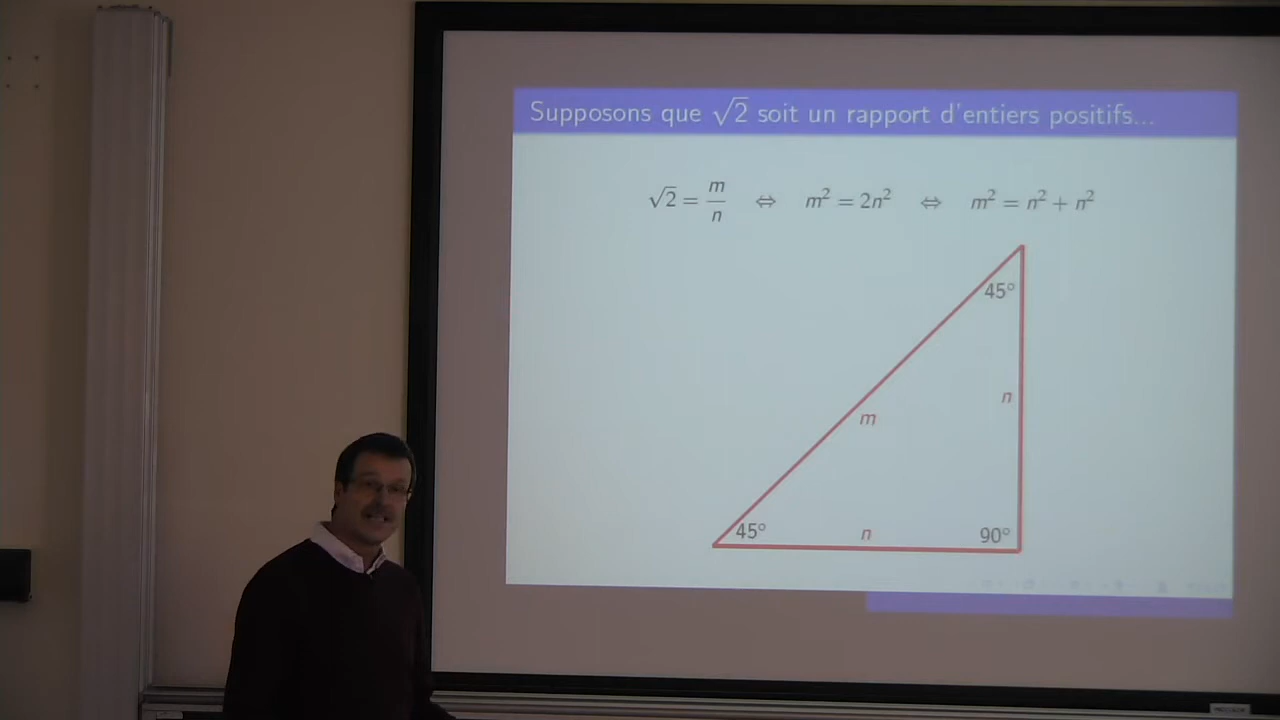 Supposons que √2 soit un rapport d'entiers positifs...
√2 = m/n ⇔ m² = 2n² ⇔ m² = n² + n²
45°
n
m
45°
n
90°